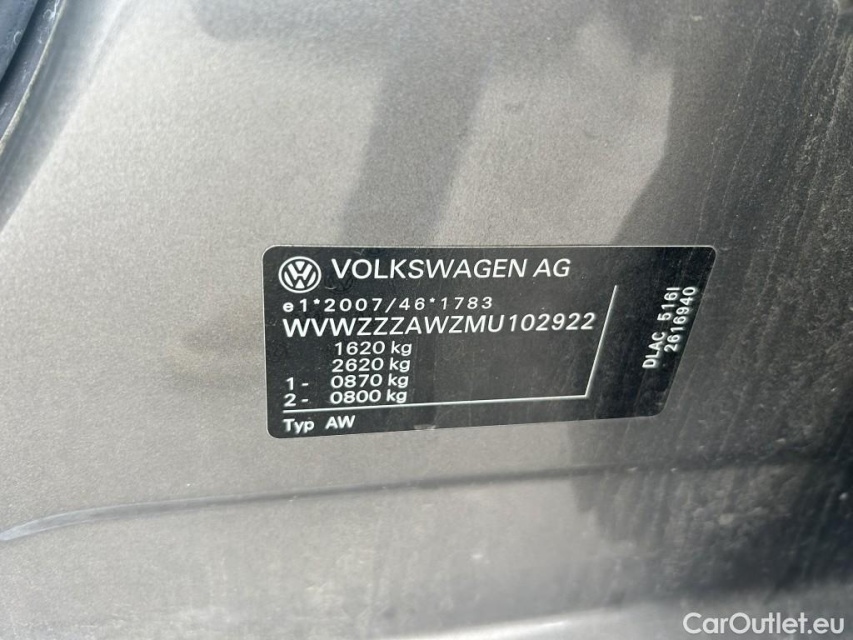 VOLKSWAGEN AG
e1*2007/46*1783
WVWZZZAWZMU102922
1620 kg
2620 kg
1- 0870 kg
2- 0800 kg
Typ AW
DLAC 516I
2616940
CarOutlet.eu